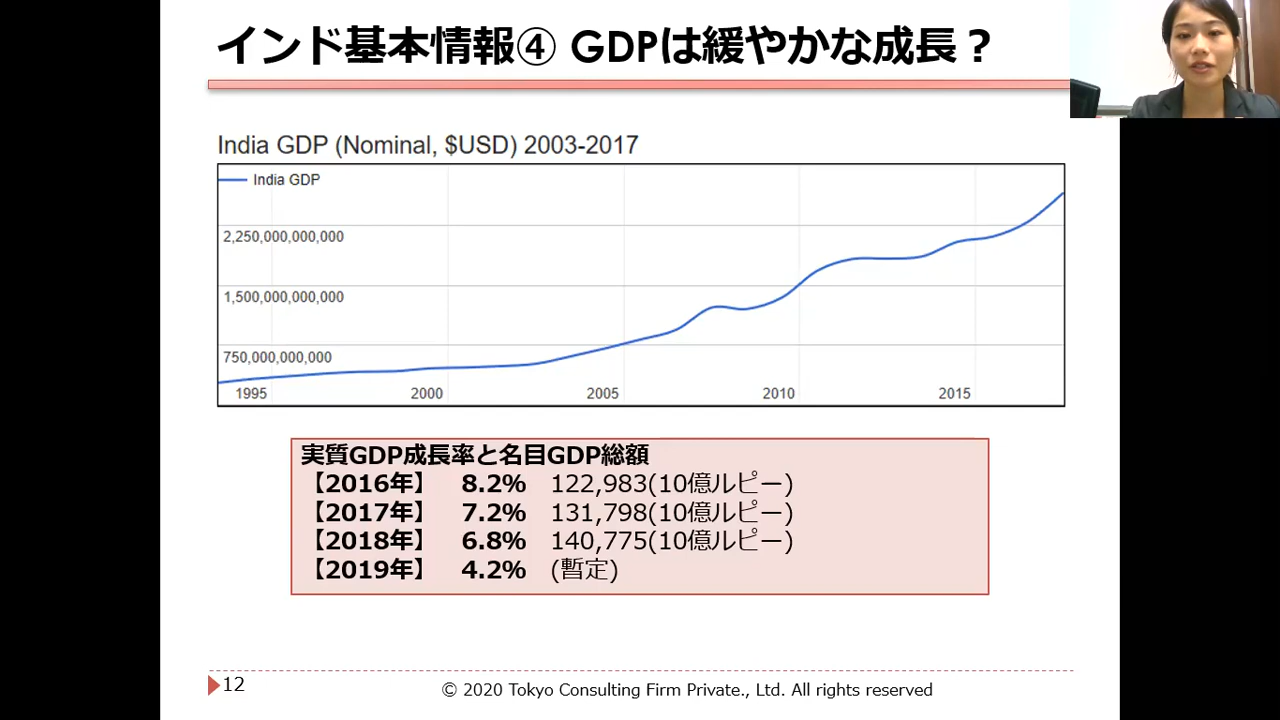 インド基本情報④ GDPは緩やかな成長？
India GDP (Nominal, $USD) 2003-2017
India GDP
2,250,000,000,000
1,500,000,000,000
750,000,000,000
1995 2000 2005 2010 2015
実質GDP成長率と名目GDP総額
【2016年】 8.2% 122,983(10億ルピー)
【2017年】 7.2% 131,798(10億ルピー)
【2018年】 6.8% 140,775(10億ルピー)
【2019年】 4.2% (暫定)
12
© 2020 Tokyo Consulting Firm Private., Ltd. All rights reserved